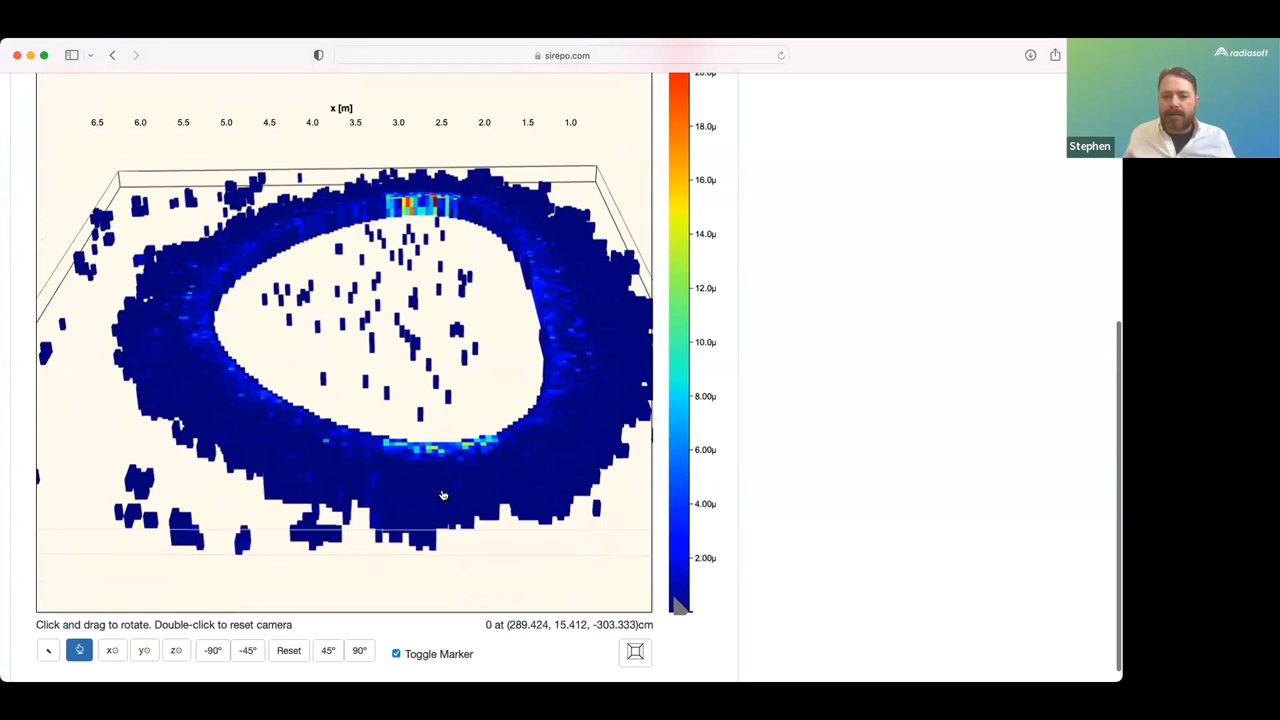 sirepo.com
radiasoft
Stephen
x [m]
6.5 6.0 5.5 5.0 4.5 4.0 3.5 3.0 2.5 2.0 1.5 1.0
20.0µ
18.0µ
16.0µ
14.0µ
12.0µ
10.0µ
8.00µ
6.00µ
4.00µ
2.00µ
Click and drag to rotate. Double-click to reset camera
0 at (289.424, 15.412, -303.333)cm
x⊙ y⊙ z⊙ -90° -45° Reset 45° 90° Toggle Marker